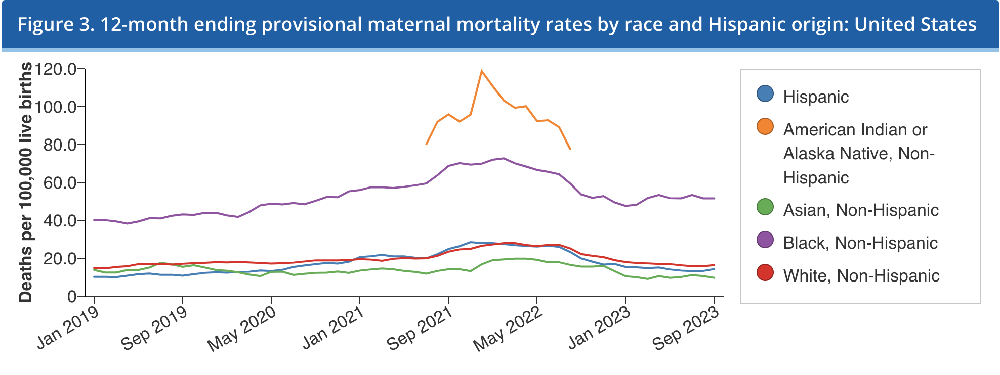 Figure 3. 12-month ending provisional maternal mortality rates by race and Hispanic origin: United States
Deaths per 100,000 live births
120.0
100.0
80.0
60.0
40.0
20.0
0
Jan 2019
Sep 2019
May 2020
Jan 2021
Sep 2021
May 2022
Jan 2023
Sep 2023
Hispanic
American Indian or
Alaska Native, Non-
Hispanic
Asian, Non-Hispanic
Black, Non-Hispanic
White, Non-Hispanic